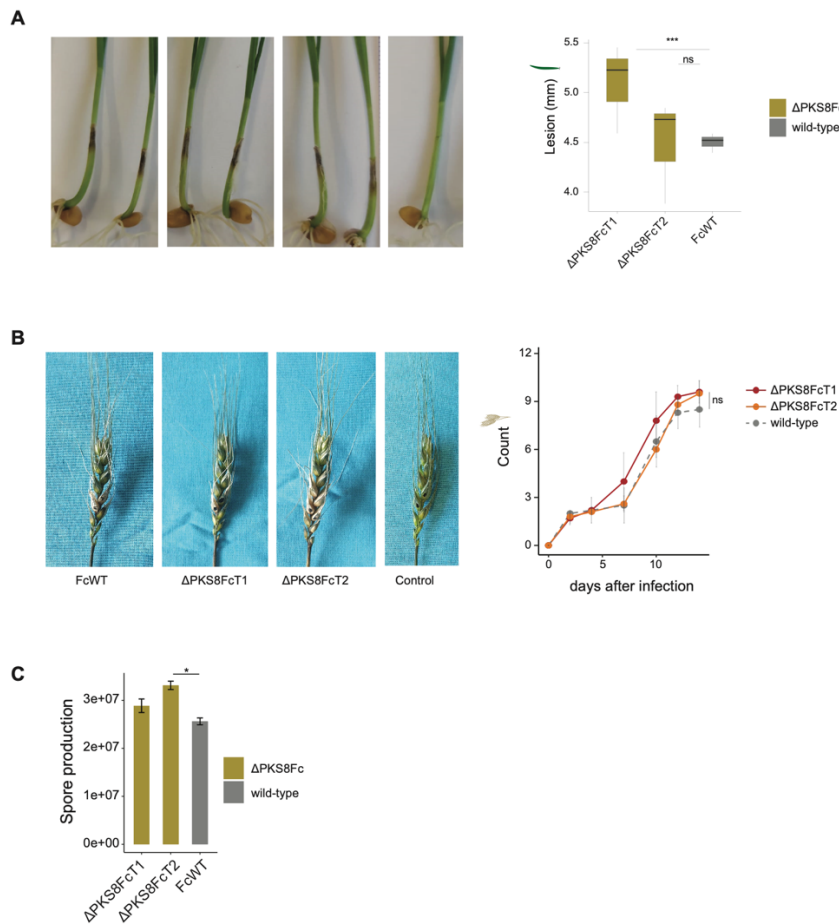 A
5.5
***
ns
5.0
Lesion (mm)
4.5
4.0
ΔPKS8FcT1
ΔPKS8FcT2
FcWT
ΔPKS8Fc
wild-type
B
FcWT
ΔPKS8FcT1
ΔPKS8FcT2
Control
12
9
6
3
0
Count
0
5
10
days after infection
ΔPKS8FcT1
ΔPKS8FcT2
wild-type
ns
C
*
3e+07
2e+07
1e+07
0e+00
Spore production
ΔPKS8FcT1
ΔPKS8FcT2
FcWT
ΔPKS8Fc
wild-type